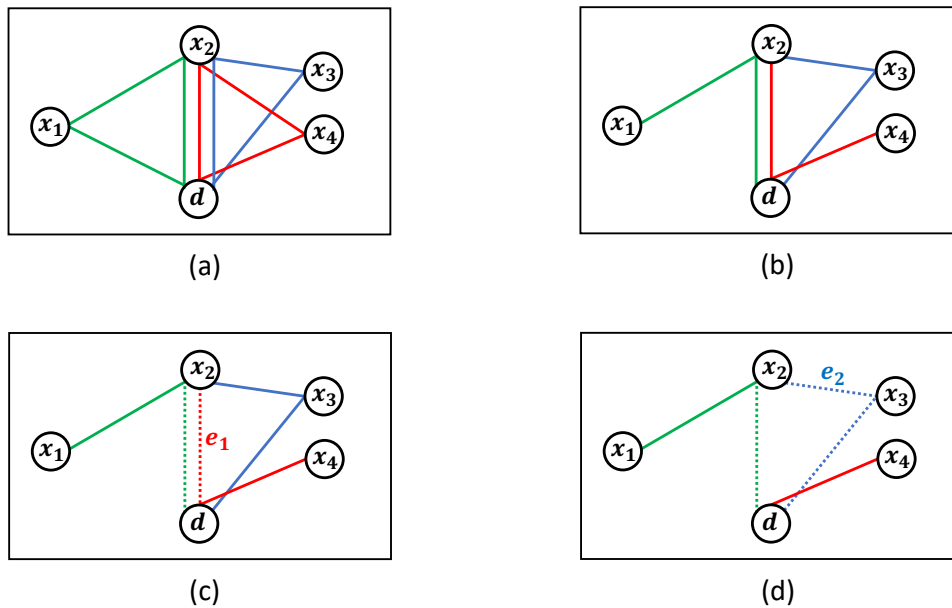 x₂
x₃
x₁
x₄
d
(a)
x₂
x₃
x₁
x₄
d
(b)
x₂
x₃
e₁
x₁
x₄
d
(c)
x₂
e₂
x₃
x₁
x₄
d
(d)